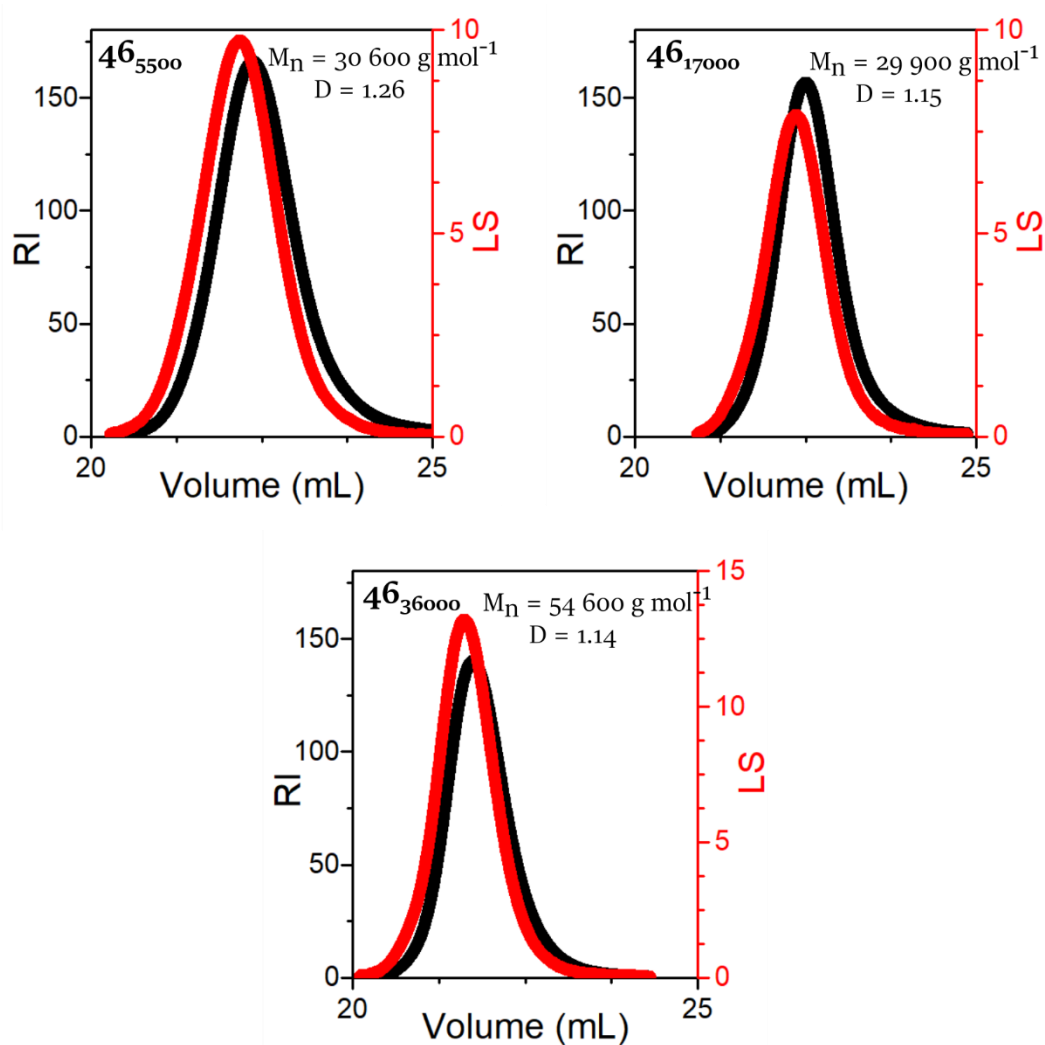 46₅₅₀₀ Mₙ = 30 600 g mol⁻¹
D = 1.26
150
100
50
0
RI
10
5
0
LS
20 25
Volume (mL)
46₁₇₀₀₀ Mₙ = 29 900 g mol⁻¹
D = 1.15
150
100
50
0
RI
10
5
0
LS
20 25
Volume (mL)
46₃₆₀₀₀ Mₙ = 54 600 g mol⁻¹
D = 1.14
150
100
50
0
RI
15
10
5
0
LS
20 25
Volume (mL)